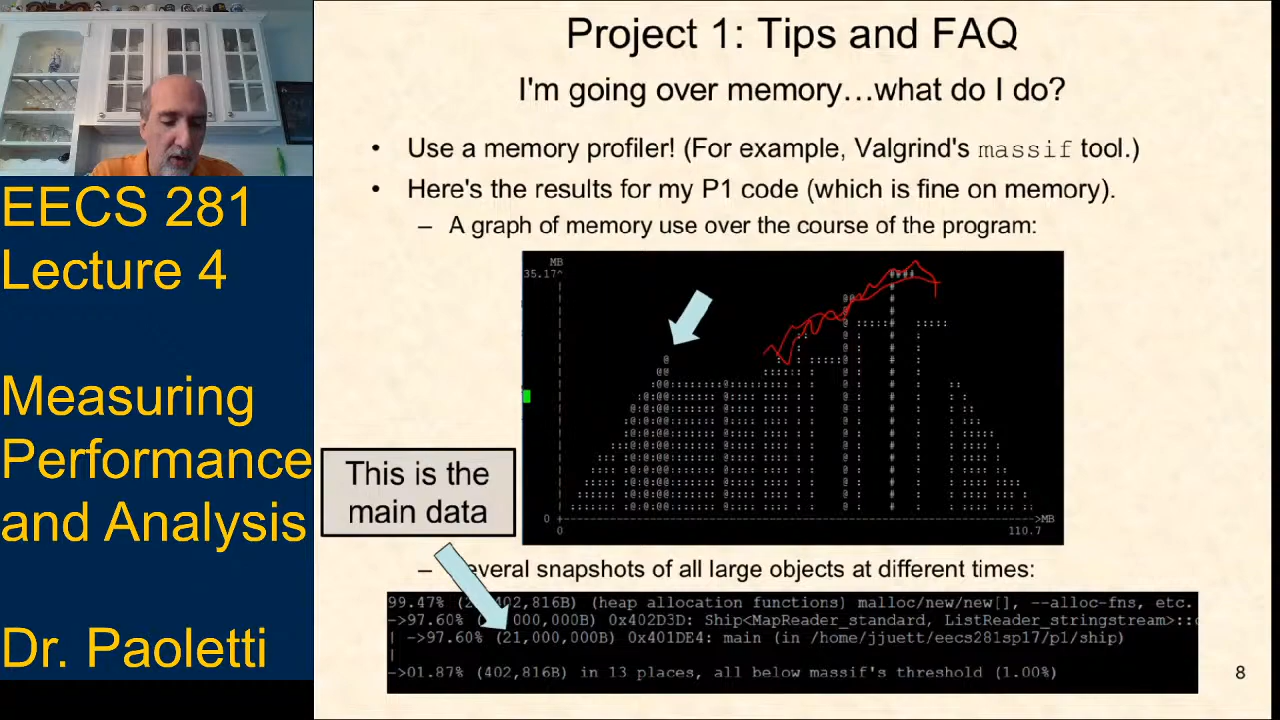 Project 1: Tips and FAQ
I'm going over memory…what do I do?
• Use a memory profiler! (For example, Valgrind's massif tool.)
• Here's the results for my P1 code (which is fine on memory).
– A graph of memory use over the course of the program:
MB
35.17^
0
>MB
0
110.7
This is the
main data
– everal snapshots of all large objects at different times:
99.47% ( 402,816B) (heap allocation functions) malloc/new/new[], --alloc-fns, etc.
->97.60% ( 000,000B) 0x402D3D: Ship<MapReader_standard, ListReader_stringstream>::
| ->97.60% (21,000,000B) 0x401DE4: main (in /home/jjuett/eecs281sp17/p1/ship)
|
->01.87% (402,816B) in 13 places, all below massif's threshold (1.00%)
8
EECS 281
Lecture 4
Measuring
Performance
and Analysis
Dr. Paoletti